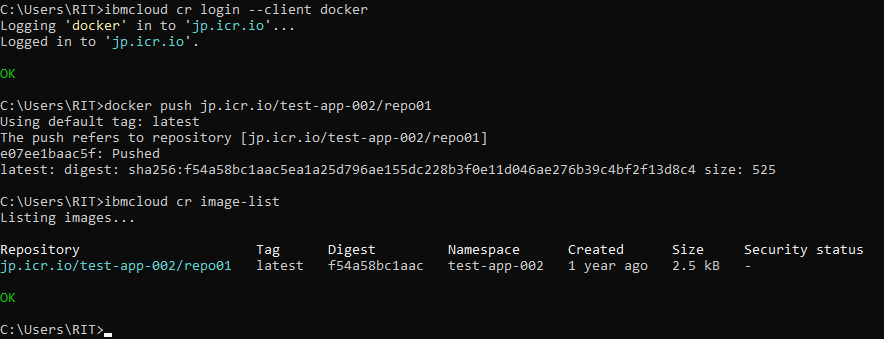 C:\Users\RIT>ibmcloud cr login --client docker
Logging 'docker' in to 'jp.icr.io'...
Logged in to 'jp.icr.io'.
OK
C:\Users\RIT>docker push jp.icr.io/test-app-002/repo01
Using default tag: latest
The push refers to repository [jp.icr.io/test-app-002/repo01]
e07ee1baac5f: Pushed
latest: digest: sha256:f54a58bc1aac5ea1a25d796ae155dc228b3f0e11d046ae276b39c4bf2f13d8c4 size: 525
C:\Users\RIT>ibmcloud cr image-list
Listing images...
Repository Tag Digest Namespace Created Size Security status
jp.icr.io/test-app-002/repo01 latest f54a58bc1aac test-app-002 1 year ago 2.5 kB -
OK
C:\Users\RIT>